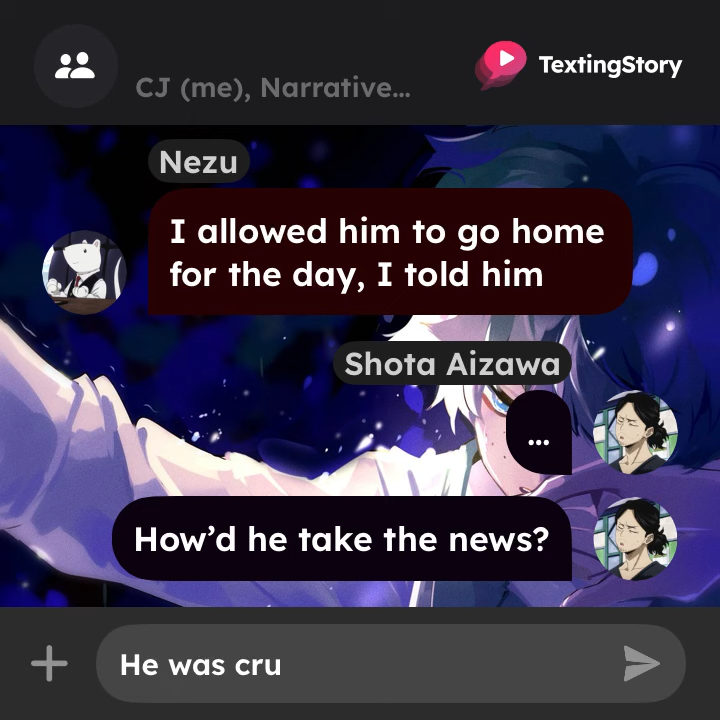 CJ (me), Narrative...
TextingStory
Nezu
I allowed him to go home
for the day, I told him
Shota Aizawa
...
How’d he take the news?
He was cru